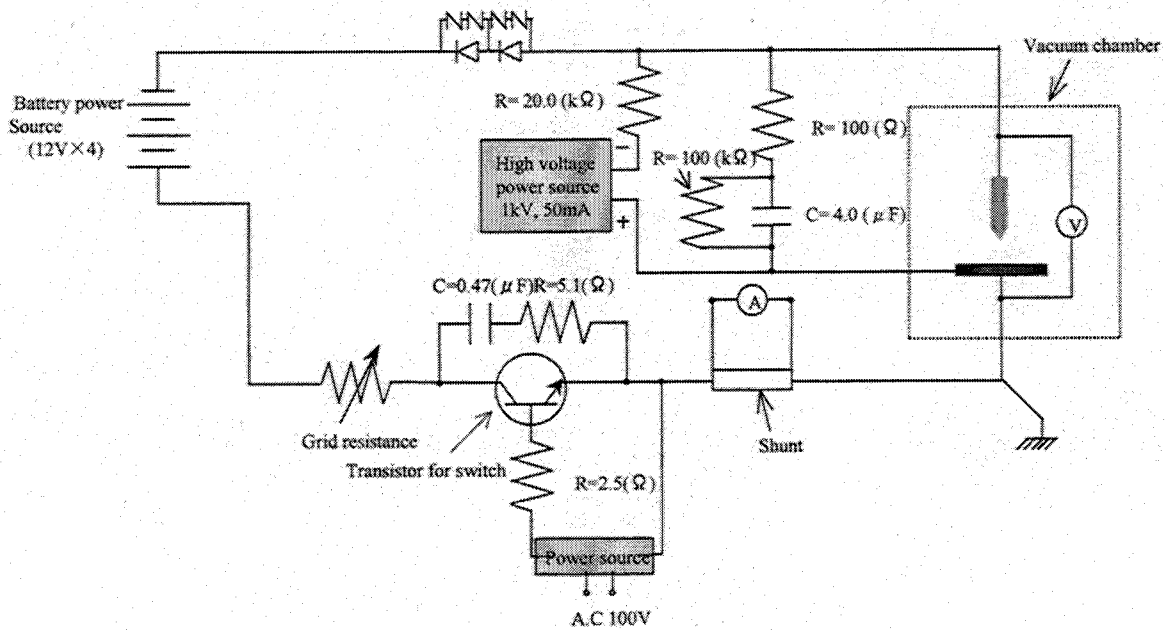 Vacuum chamber
Battery power
Source
(12V×4)
R= 20.0 (kΩ)
R= 100 (Ω)
R= 100 (kΩ)
High voltage
power source
1kV, 50mA
−
+
C= 4.0 (μF)
V
C=0.47(μF)R=5.1(Ω)
A
Grid resistance
Transistor for switch
Shunt
R=2.5(Ω)
Power source
A.C 100V